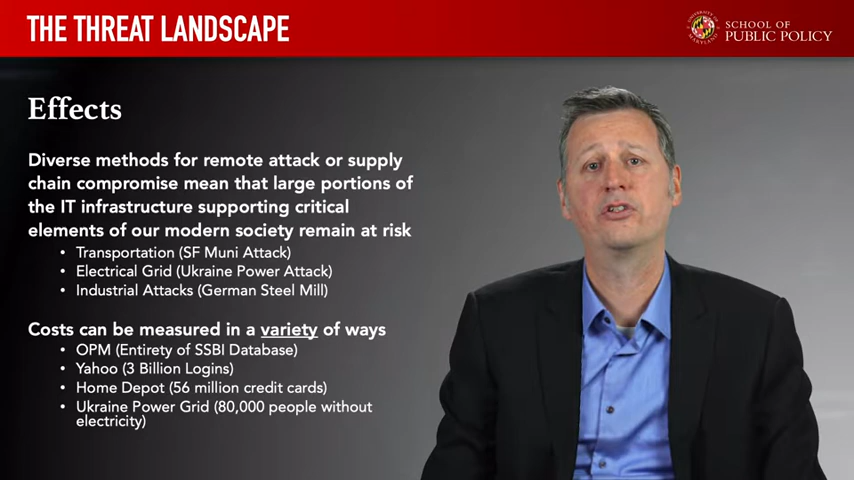 THE THREAT LANDSCAPE
UNIVERSITY OF
MARYLAND
SCHOOL OF
PUBLIC POLICY
Effects
Diverse methods for remote attack or supply
chain compromise mean that large portions of
the IT infrastructure supporting critical
elements of our modern society remain at risk
• Transportation (SF Muni Attack)
• Electrical Grid (Ukraine Power Attack)
• Industrial Attacks (German Steel Mill)
Costs can be measured in a variety of ways
• OPM (Entirety of SSBI Database)
• Yahoo (3 Billion Logins)
• Home Depot (56 million credit cards)
• Ukraine Power Grid (80,000 people without
electricity)